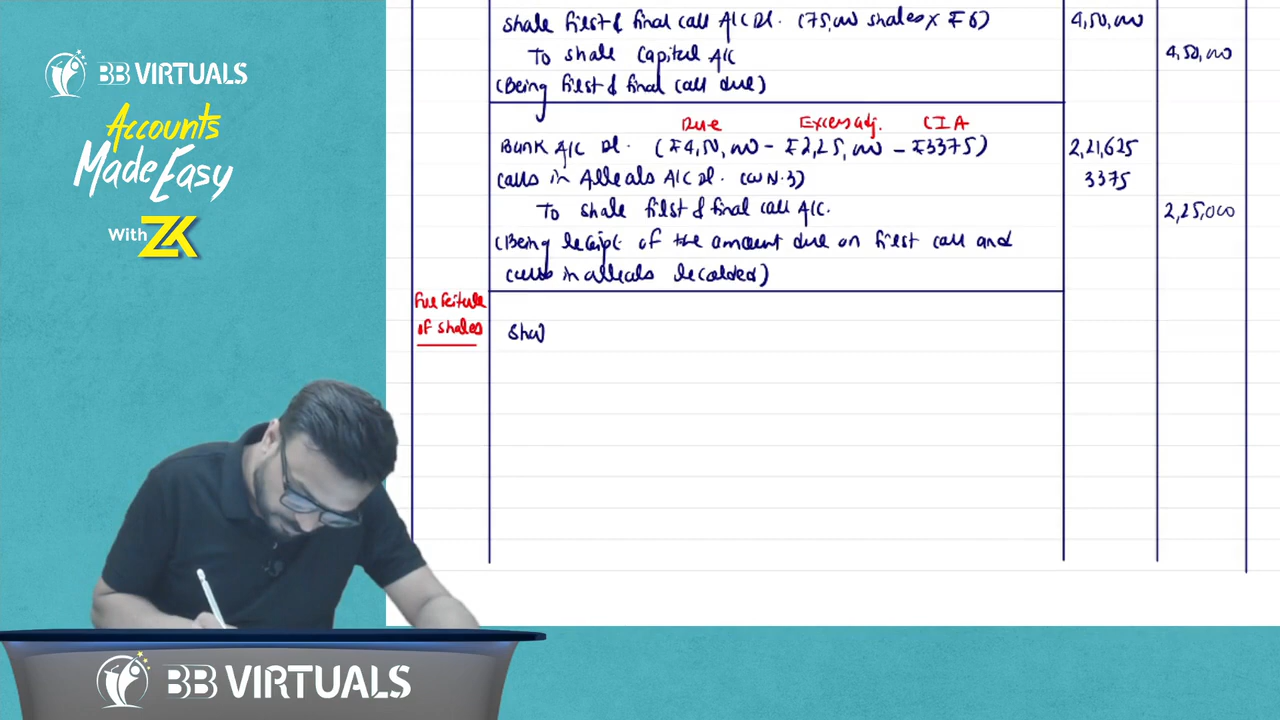 BB VIRTUALS
Accounts
Made Easy
With ZK
share first & final call A/C Dr. (75,000 shares x ₹6) 4,50,000
To share capital A/C 4,50,000
(Being first & final call due)
Due Excess adj. CIA
Bank A/C Dr. (₹4,50,000 - ₹2,25,000 - ₹3375) 2,21,625
calls in Arrears A/C Dr. (W.N.3) 3375
To share first & final call A/C. 2,25,000
(Being receipt of the amount due on first call and
calls in arrears recorded)
Forfeiture
of shares
sha
BB VIRTUALS